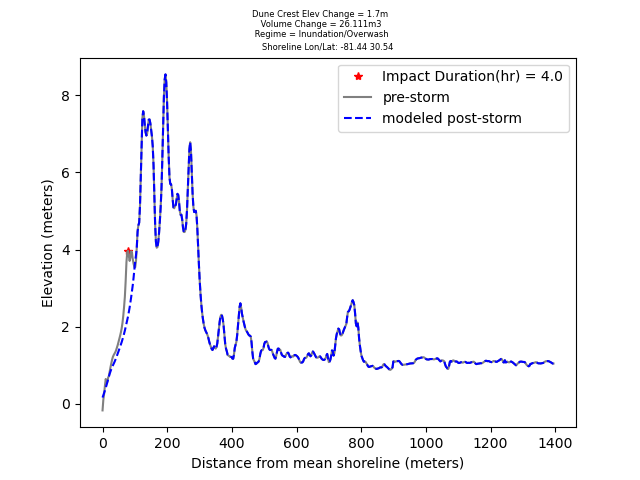 Dune Crest Elev Change = 1.7m
Volume Change = 26.111m3
Regime = Inundation/Overwash
Shoreline Lon/Lat: -81.44 30.54
Impact Duration(hr) = 4.0
pre-storm
modeled post-storm
Elevation (meters)
8
6
4
2
0
0 200 400 600 800 1000 1200 1400
Distance from mean shoreline (meters)